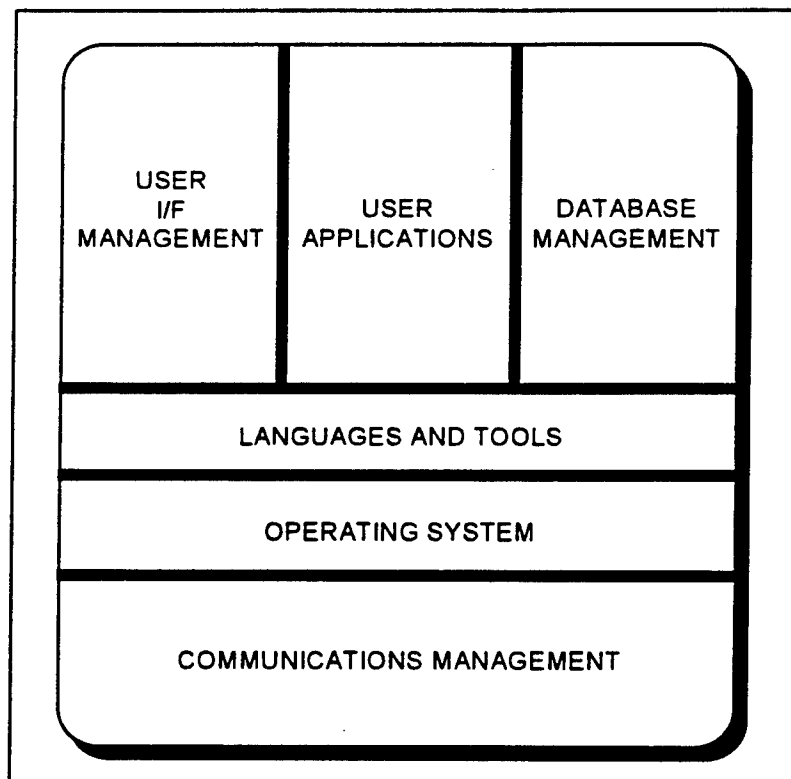 USER
I/F
MANAGEMENT
USER
APPLICATIONS
DATABASE
MANAGEMENT
LANGUAGES AND TOOLS
OPERATING SYSTEM
COMMUNICATIONS MANAGEMENT